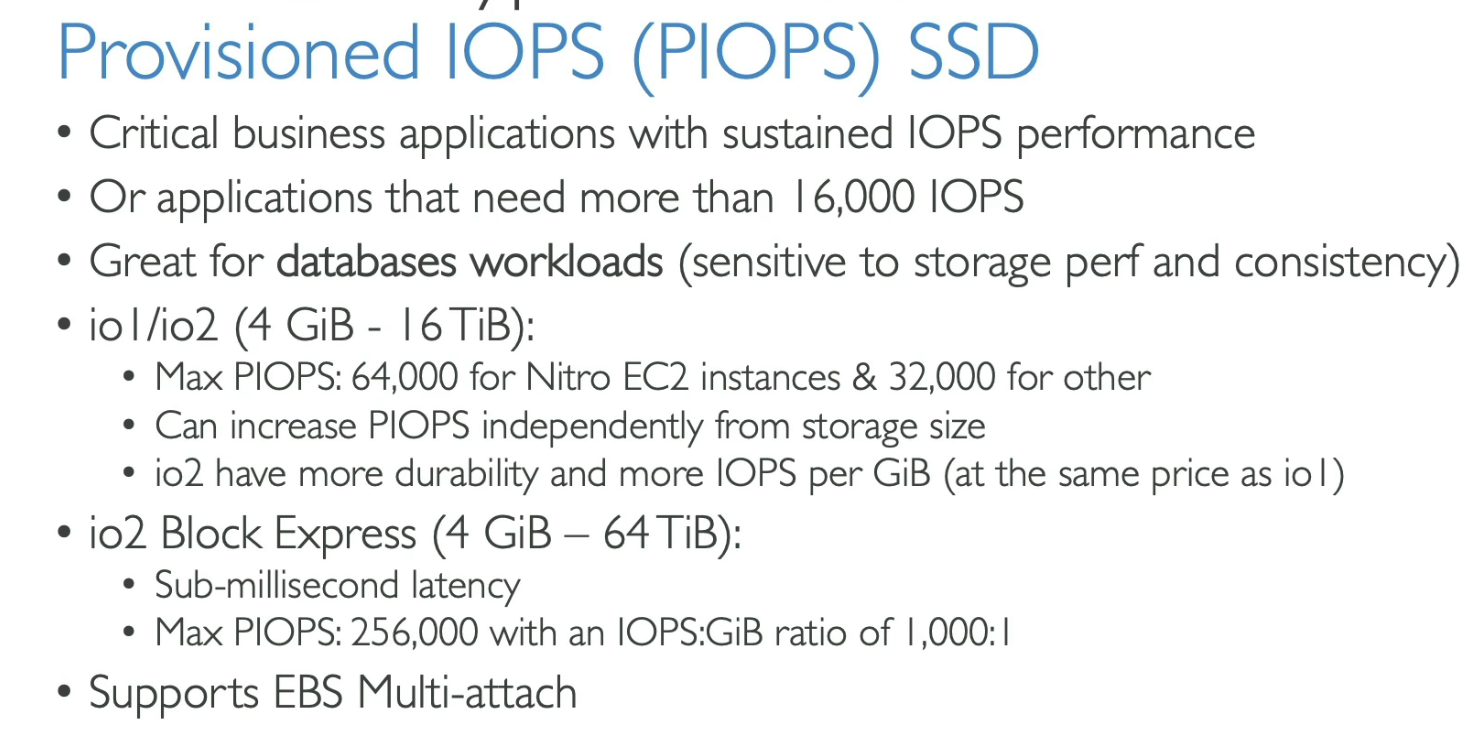 Provisioned IOPS (PIOPS) SSD
• Critical business applications with sustained IOPS performance
• Or applications that need more than 16,000 IOPS
• Great for databases workloads (sensitive to storage perf and consistency)
• io1/io2 (4 GiB - 16 TiB):
• Max PIOPS: 64,000 for Nitro EC2 instances & 32,000 for other
• Can increase PIOPS independently from storage size
• io2 have more durability and more IOPS per GiB (at the same price as io1)
• io2 Block Express (4 GiB – 64 TiB):
• Sub-millisecond latency
• Max PIOPS: 256,000 with an IOPS:GiB ratio of 1,000:1
• Supports EBS Multi-attach